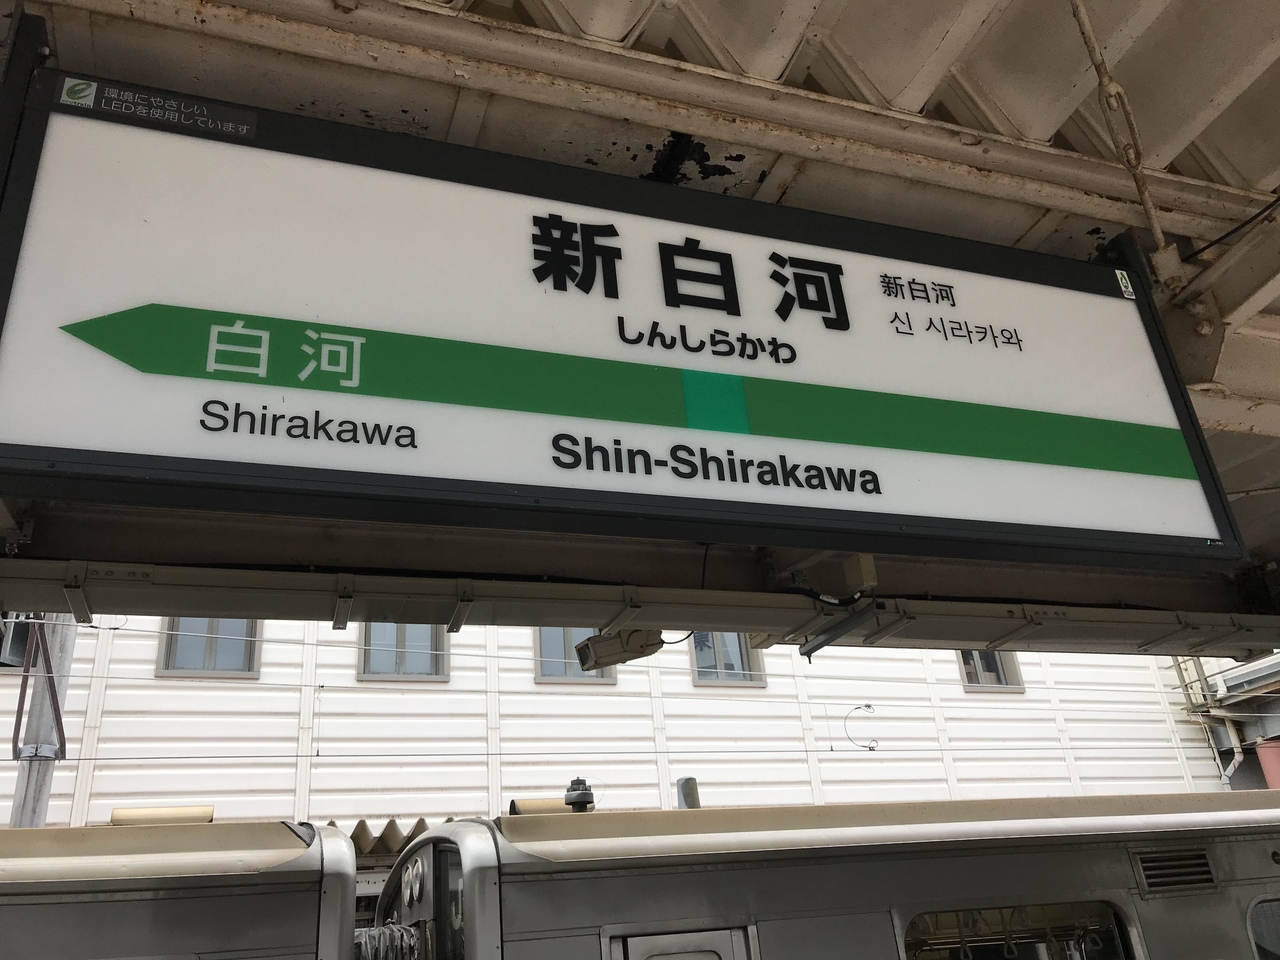 環境にやさしい
LEDを使用しています
新白河
しんしらかわ
新白河
신 시라카와
白河
Shirakawa
Shin-Shirakawa